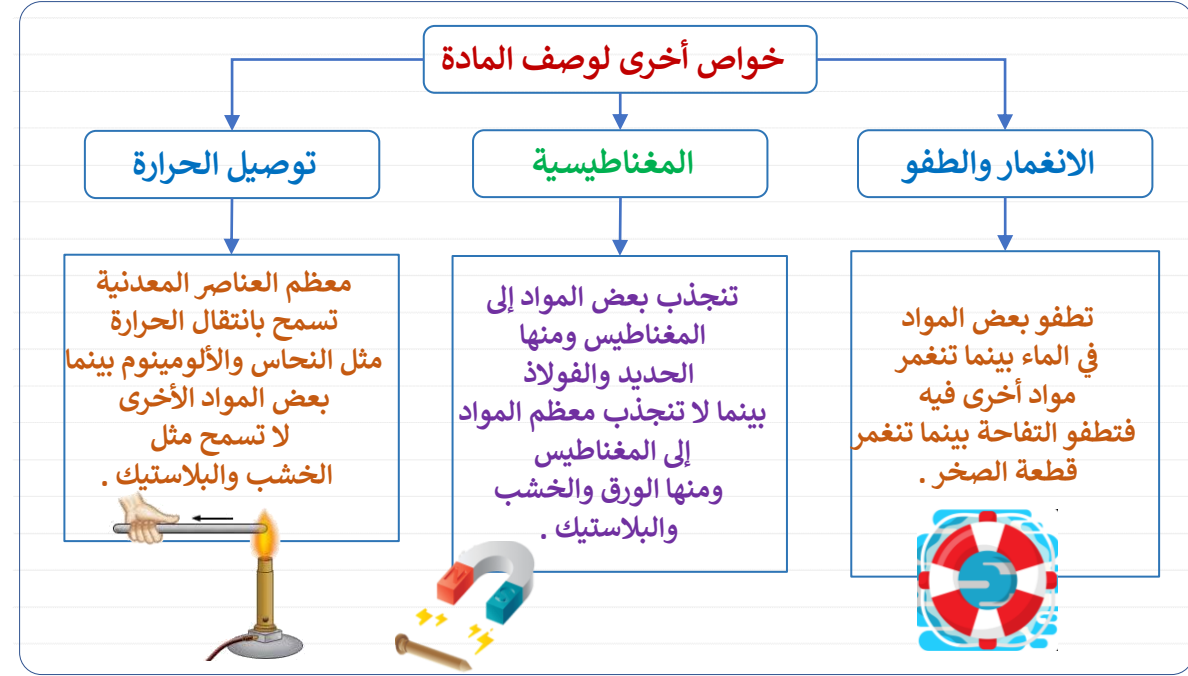 خواص أخرى لوصف المادة
الانغمار والطفو
المغناطيسية
توصيل الحرارة
تطفو بعض المواد
في الماء بينما تنغمر
مواد أخرى فيه
فتطفو التفاحة بينما تنغمر
قطعة الصخر .
تنجذب بعض المواد إلى
المغناطيس ومنها
الحديد والفولاذ
بينما لا تنجذب معظم المواد
إلى المغناطيس
ومنها الورق والخشب
والبلاستيك .
معظم العناصر المعدنية
تسمح بانتقال الحرارة
مثل النحاس والألومينوم بينما
بعض المواد الأخرى
لا تسمح مثل
الخشب والبلاستيك .